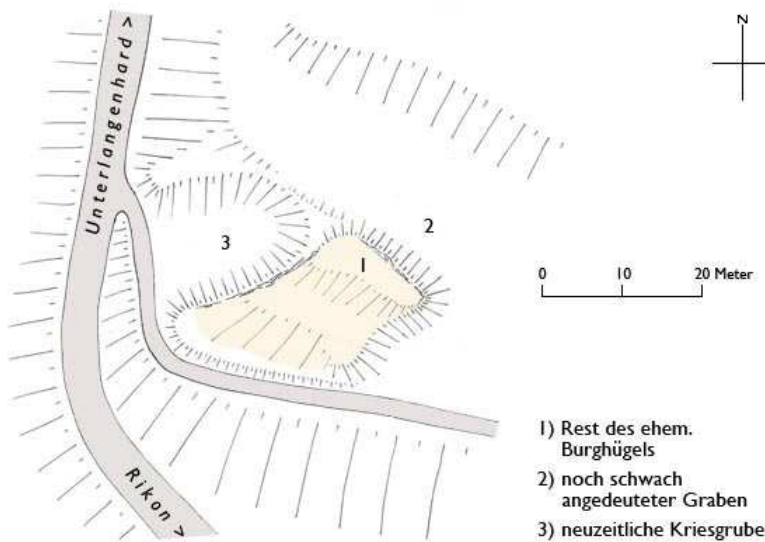 Unterlangenhard >
N
2
3
1
0 10 20 Meter
1) Rest des ehem.
Burghügels
2) noch schwach
angedeuteter Graben
3) neuzeitliche Kriesgrube
Rikon >